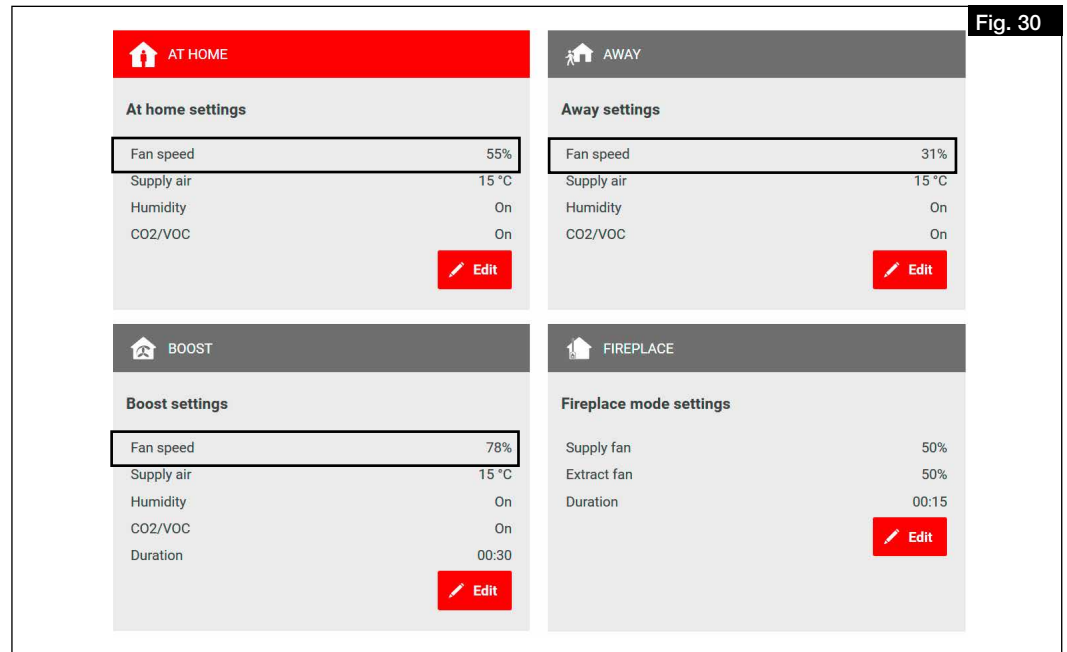 Fig. 30
AT HOME
At home settings
Fan speed 55%
Supply air 15 °C
Humidity On
CO2/VOC On
Edit
AWAY
Away settings
Fan speed 31%
Supply air 15 °C
Humidity On
CO2/VOC On
Edit
BOOST
Boost settings
Fan speed 78%
Supply air 15 °C
Humidity On
CO2/VOC On
Duration 00:30
Edit
FIREPLACE
Fireplace mode settings
Supply fan 50%
Extract fan 50%
Duration 00:15
Edit